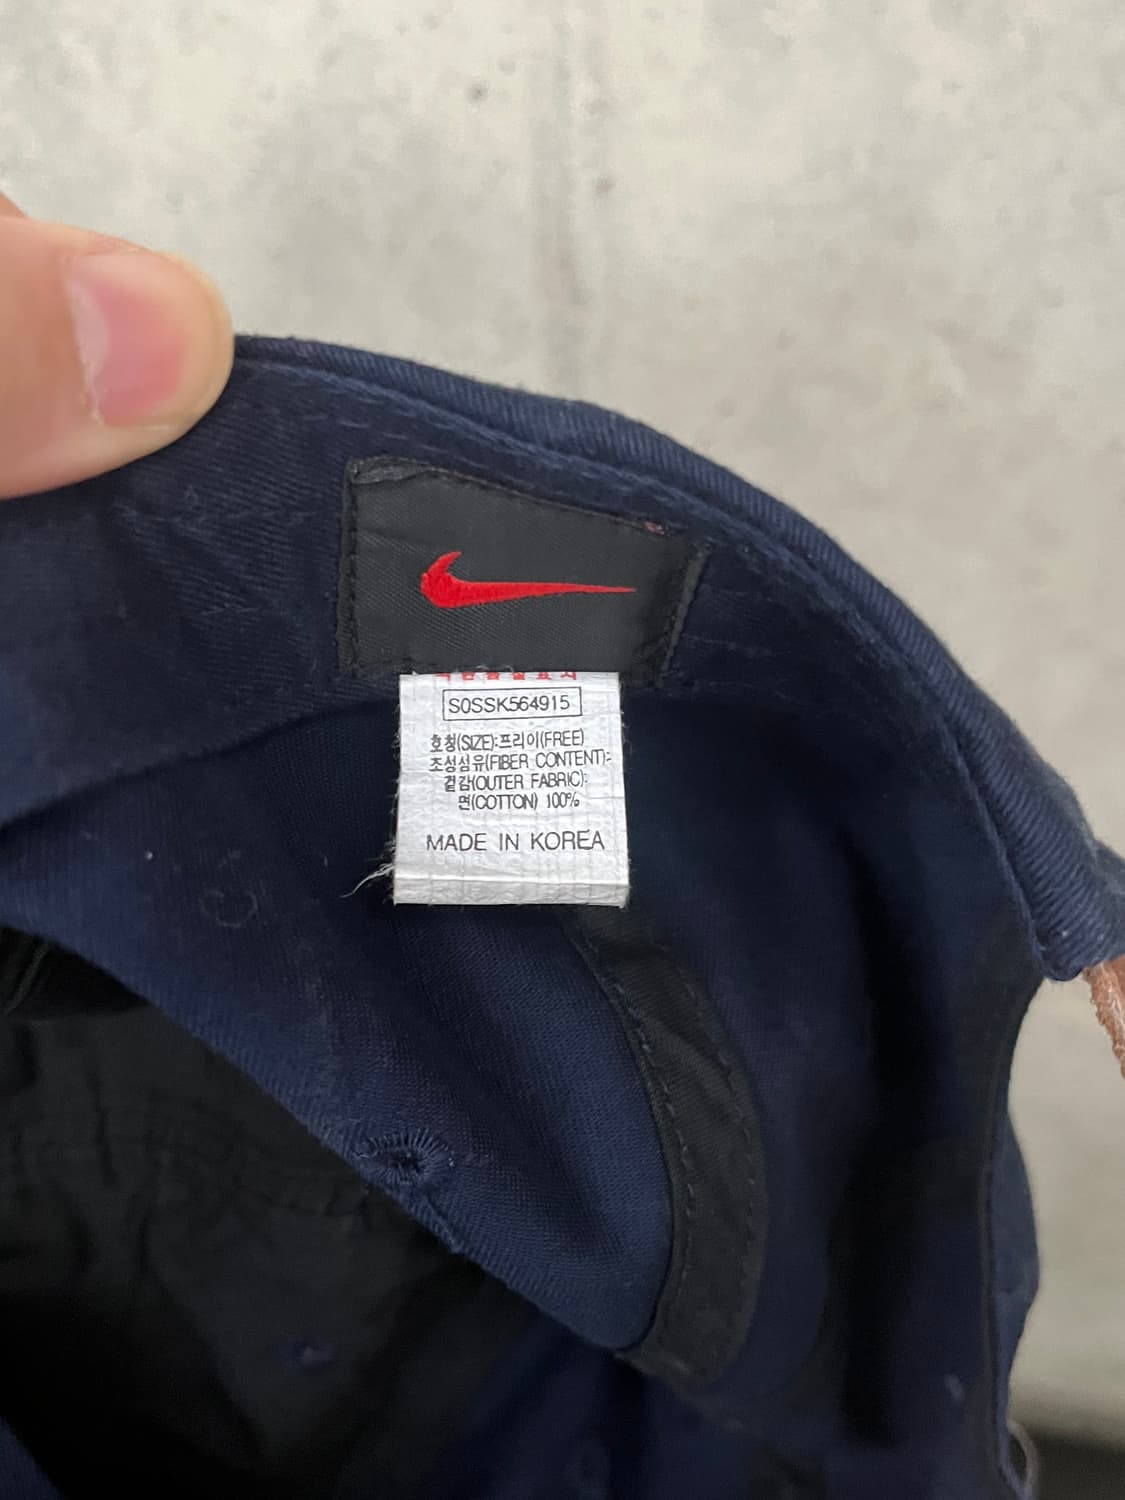 S0SSK564915
호칭(SIZE):프리이(FREE)
조성섬유(FIBER CONTENT):
겉감(OUTER FABRIC):
면(COTTON) 100%
MADE IN KOREA